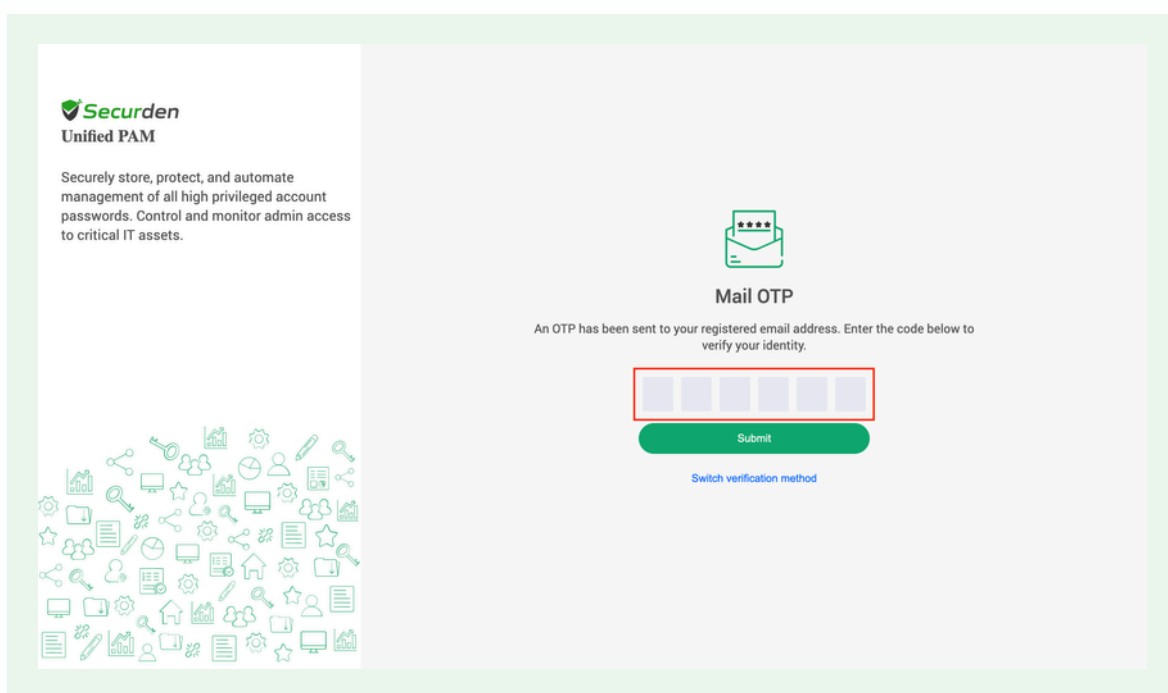 Securden
Unified PAM
Securely store, protect, and automate
management of all high privileged account
passwords. Control and monitor admin access
to critical IT assets.
****
Mail OTP
An OTP has been sent to your registered email address. Enter the code below to
verify your identity.
Submit
Switch verification method